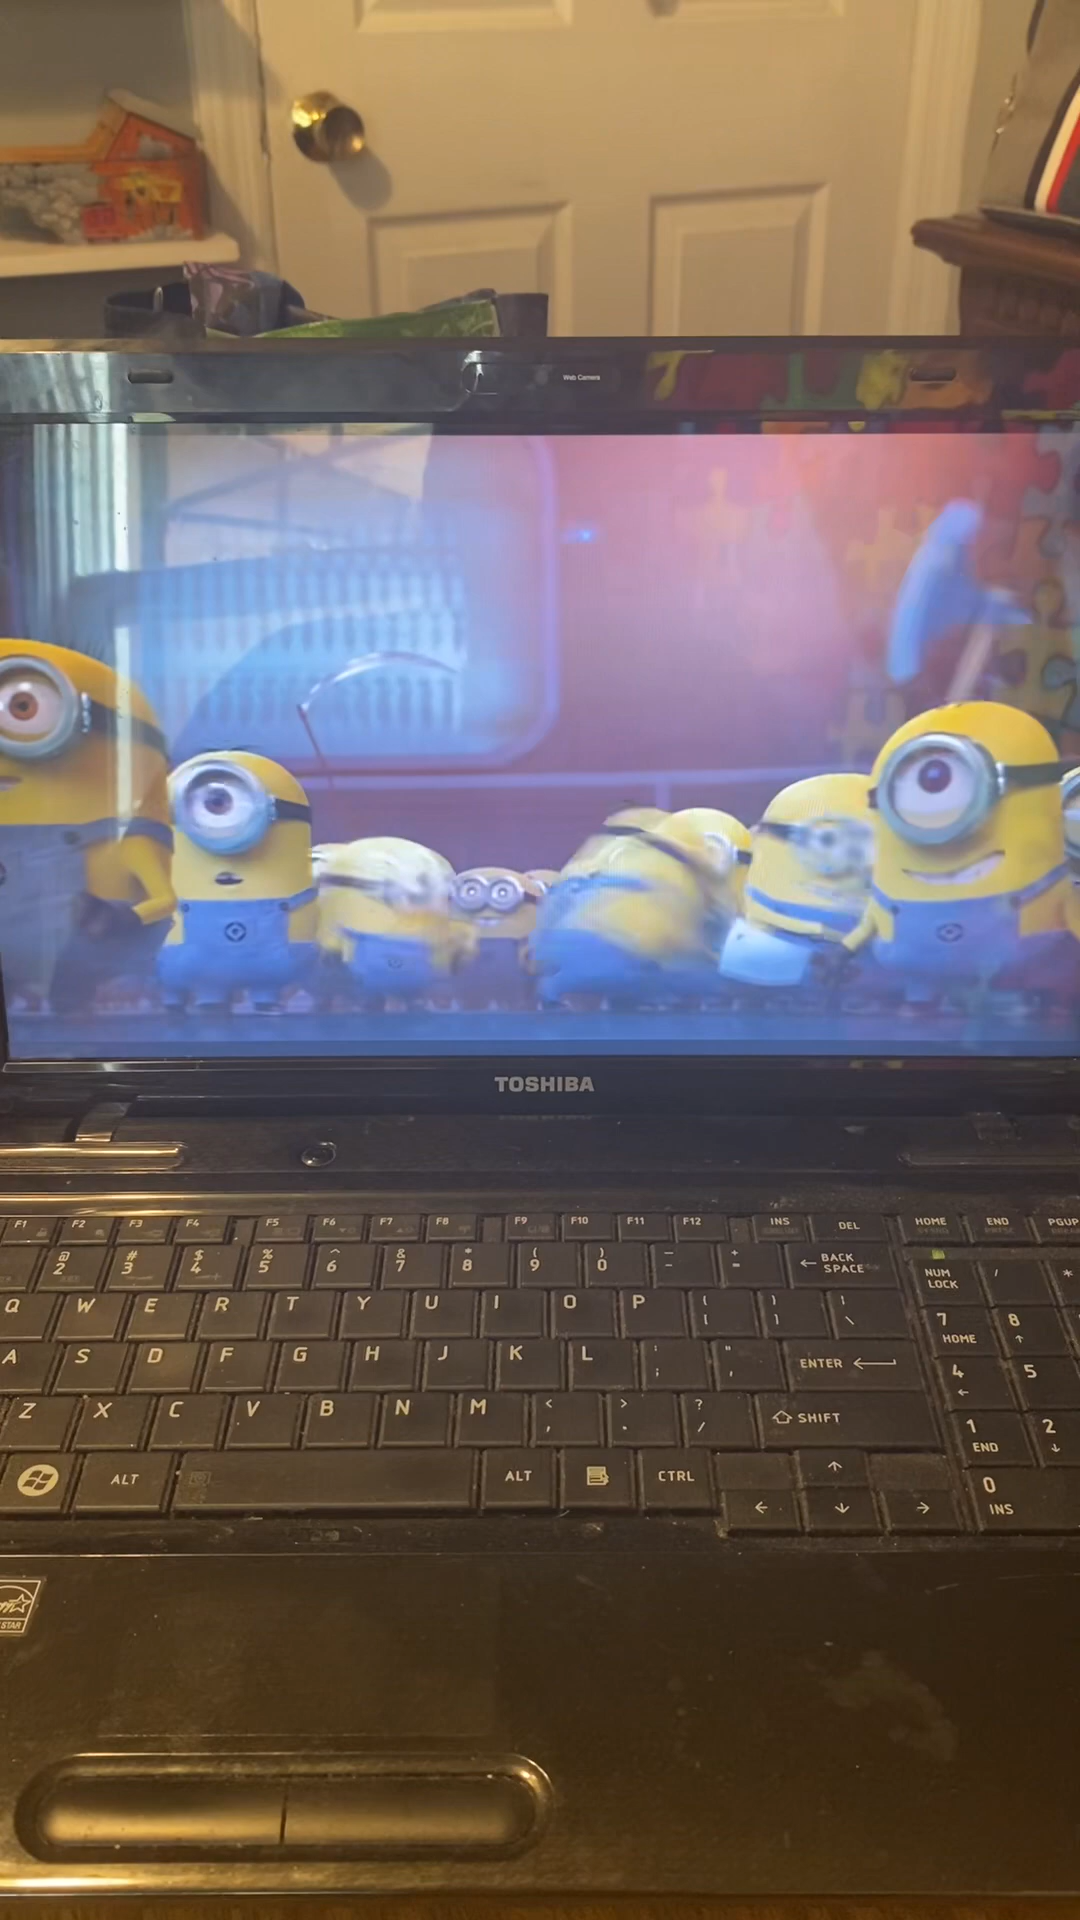 Web Camera
TOSHIBA
F1 F2 F3 F4 F5 F6 F7 F8 F9 F10 F11 F12 INS DEL HOME END PGUP
@ # $ % ^ & * ( ) _ + ← BACK SPACE NUM LOCK / *
2 3 4 5 6 7 8 9 0 - =
Q W E R T Y U I O P { } | 7 HOME 8 ↑
[ ] \
A S D F G H J K L : " ENTER 4 ← 5
; '
Z X C V B N M < > ? SHIFT 1 END 2 ↓
, . /
ALT ALT CTRL ↑ 0 INS
← ↓ →
STAR